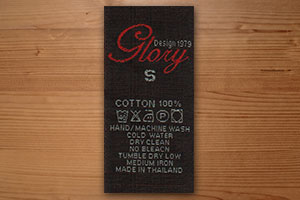 Design 1979
Glory
S
COTTON 100%
HAND/MACHINE WASH
COLD WATER
DRY CLEAN
NO BLEACH
TUMBLE DRY LOW
MEDIUM IRON
MADE IN THAILAND